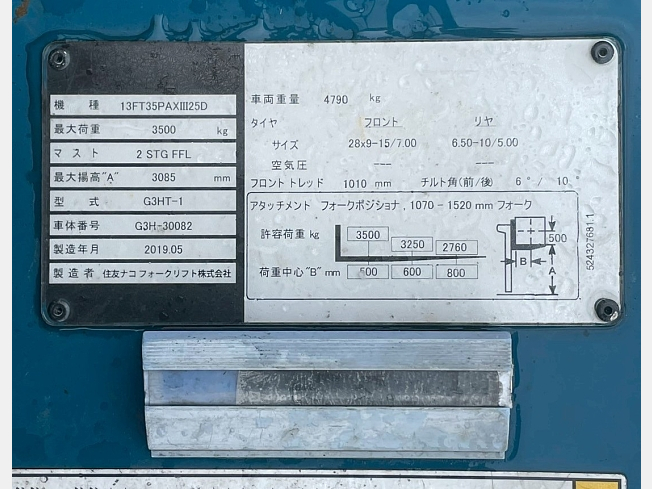 機 種 13FT35PAXIII25D
最大荷重 3500 kg
マスト 2 STG FFL
最大揚高"A" 3085 mm
型 式 G3HT-1
車体番号 G3H-30082
製造年月 2019.05
製造者 住友ナコ フォークリフト株式会社
車両重量 4790 kg
タイヤ フロント リヤ
サイズ 28x9-15/7.00 6.50-10/5.00
空気圧 --- ---
フロント トレッド 1010 mm チルト角(前/後) 6°/ 10
アタッチメント フォークポジショナ , 1070 - 1520 mm フォーク
許容荷重 kg 3500 3250 2760
荷重中心"B" mm 500 600 800
500
B
A
524327681:1